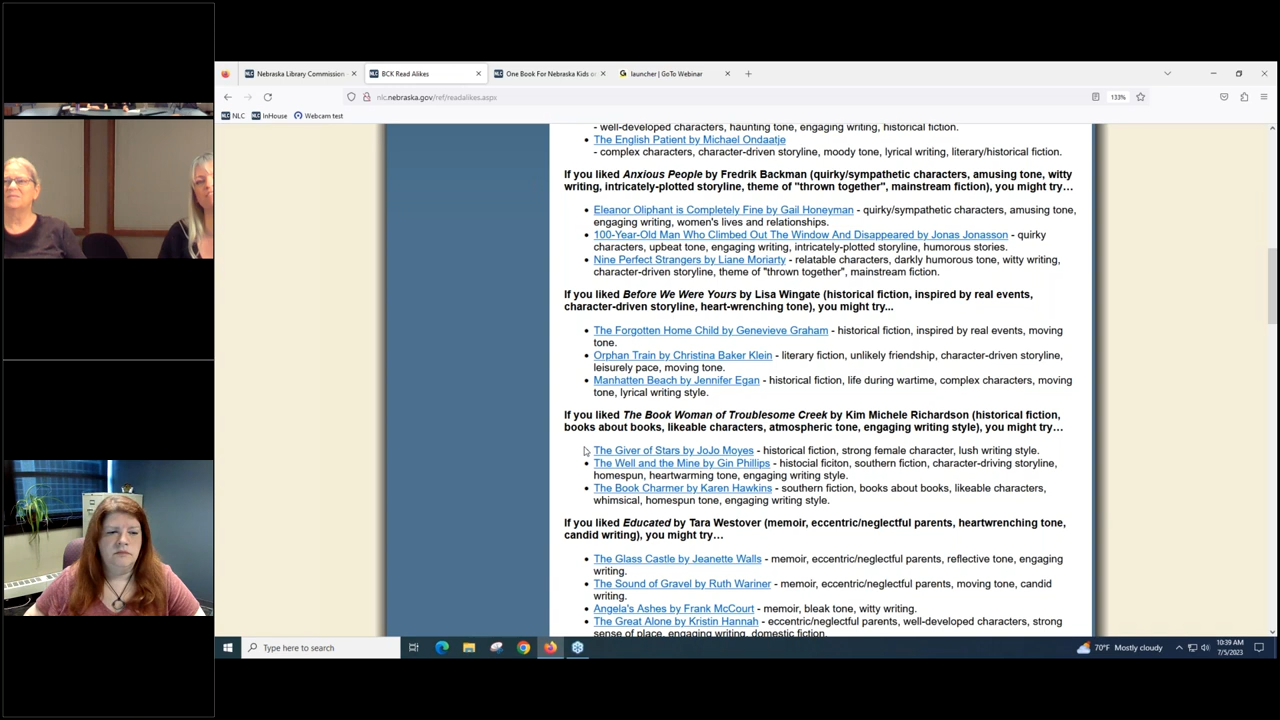 Nebraska Library Commission -
BCK Read Alikes
One Book For Nebraska Kids
launcher | GoTo Webinar
nlc.nebraska.gov/ref/readalikes.aspx
133%
NLC
InHouse
Webcam test
- well-developed characters, haunting tone, engaging writing, historical fiction.
The English Patient by Michael Ondaatje
- complex characters, character-driven storyline, moody tone, lyrical writing, literary/historical fiction.
If you liked Anxious People by Fredrik Backman (quirky/sympathetic characters, amusing tone, witty
writing, intricately-plotted storyline, theme of "thrown together", mainstream fiction), you might try…
Eleanor Oliphant is Completely Fine by Gail Honeyman - quirky/sympathetic characters, amusing tone,
engaging writing, women's lives and relationships.
100-Year-Old Man Who Climbed Out The Window And Disappeared by Jonas Jonasson - quirky
characters, upbeat tone, engaging writing, intricately-plotted storyline, humorous stories.
Nine Perfect Strangers by Liane Moriarty - relatable characters, darkly humorous tone, witty writing,
character-driven storyline, theme of "thrown together", mainstream fiction.
If you liked Before We Were Yours by Lisa Wingate (historical fiction, inspired by real events,
character-driven storyline, heart-wrenching tone), you might try...
The Forgotten Home Child by Genevieve Graham - historical fiction, inspired by real events, moving
tone.
Orphan Train by Christina Baker Klein - literary fiction, unlikely friendship, character-driven storyline,
leisurely pace, moving tone.
Manhatten Beach by Jennifer Egan - historical fiction, life during wartime, complex characters, moving
tone, lyrical writing style.
If you liked The Book Woman of Troublesome Creek by Kim Michele Richardson (historical fiction,
books about books, likeable characters, atmospheric tone, engaging writing style), you might try…
The Giver of Stars by JoJo Moyes - historical fiction, strong female character, lush writing style.
The Well and the Mine by Gin Phillips - histocial ficiton, southern fiction, character-driving storyline,
homespun, heartwarming tone, engaging writing style.
The Book Charmer by Karen Hawkins - southern fiction, books about books, likeable characters,
whimsical, homespun tone, engaging writing style.
If you liked Educated by Tara Westover (memoir, eccentric/neglectful parents, heartwrenching tone,
candid writing), you might try…
The Glass Castle by Jeanette Walls - memoir, eccentric/neglectful parents, reflective tone, engaging
writing.
The Sound of Gravel by Ruth Wariner - memoir, eccentric/neglectful parents, moving tone, candid
writing.
Angela's Ashes by Frank McCourt - memoir, bleak tone, witty writing.
The Great Alone by Kristin Hannah - eccentric/neglectful parents, well-developed characters, strong
sense of place, engaging writing, domestic fiction.
Type here to search
70°F Mostly cloudy
10:39 AM
7/5/2023